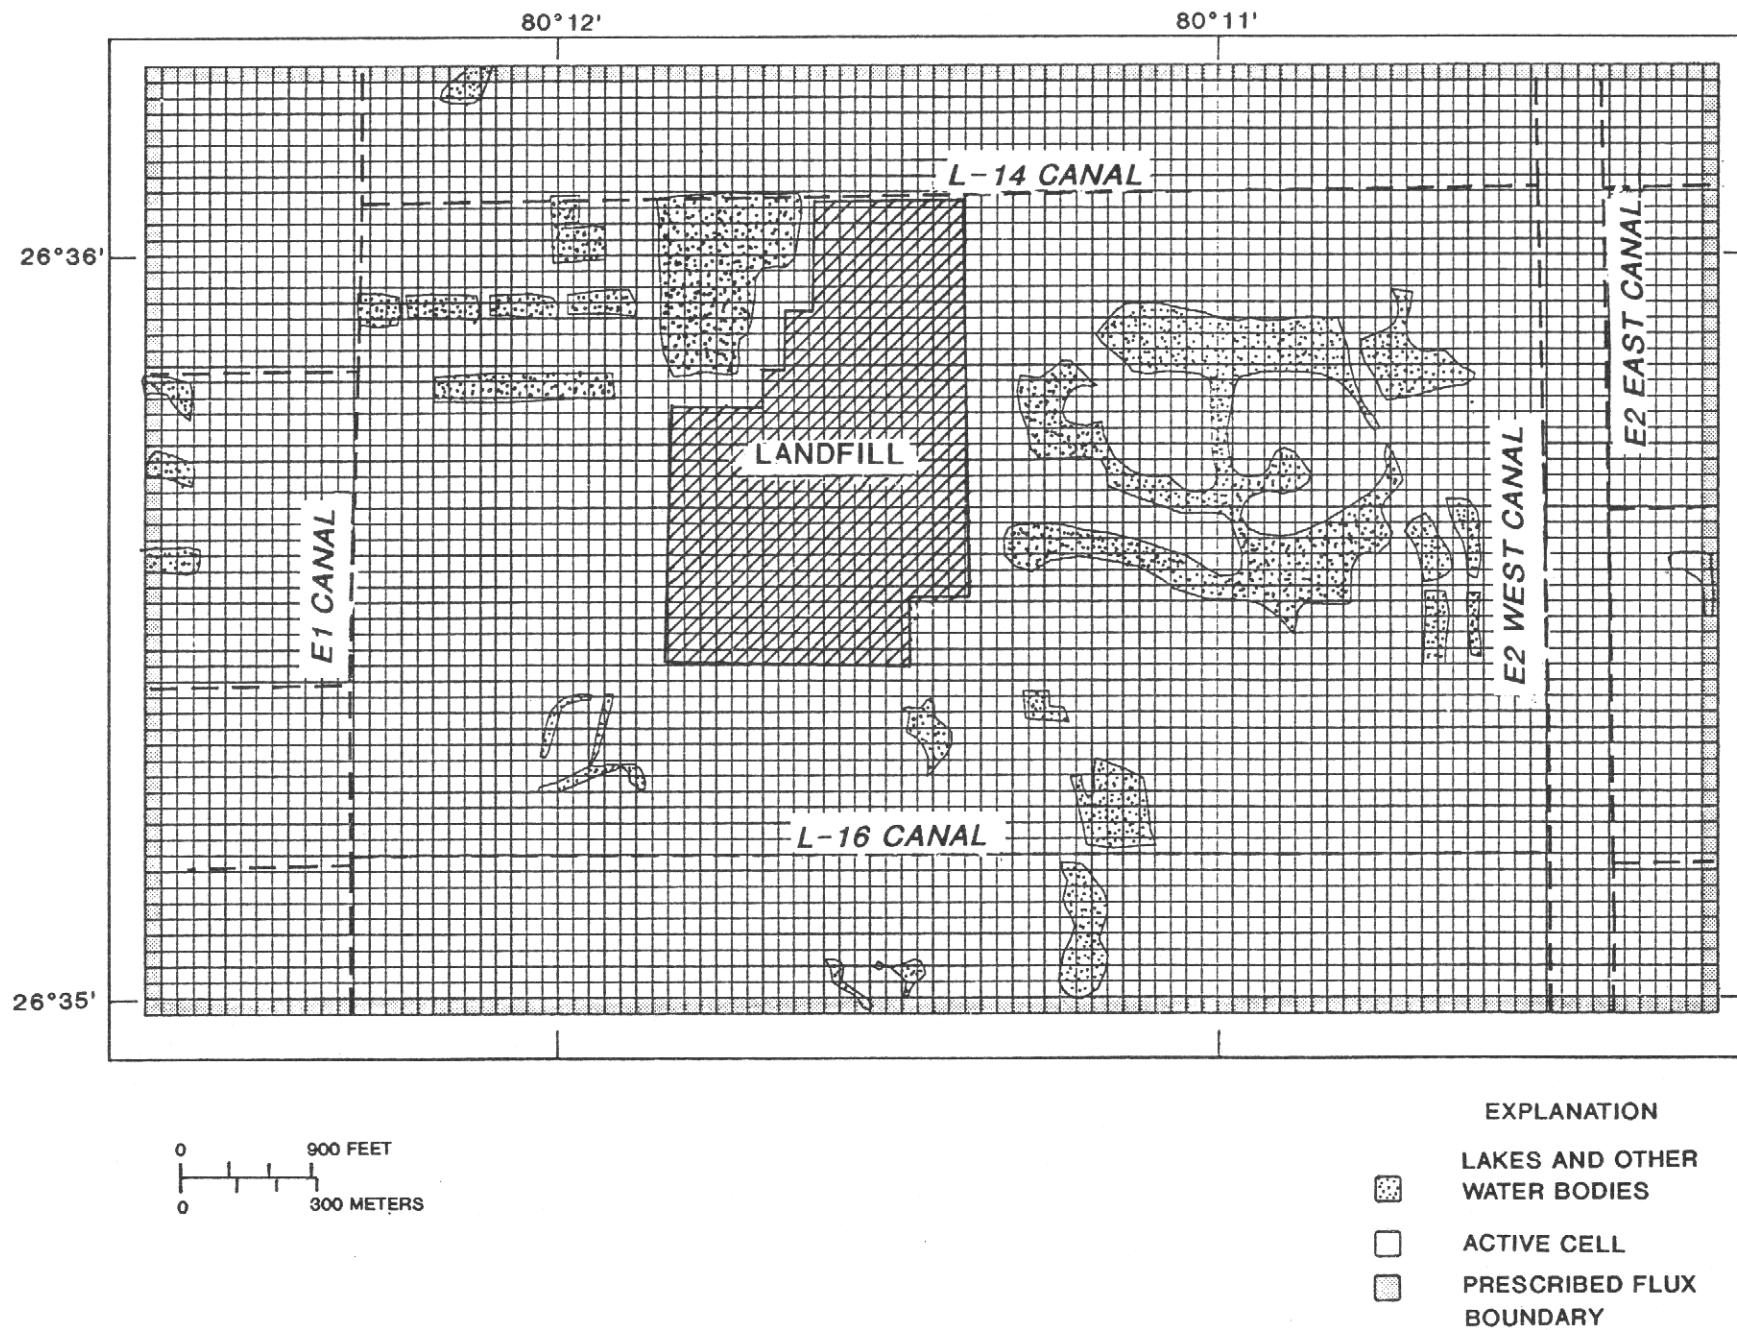 80°12'
80°11'
L-14 CANAL
26°36'
E2 EAST CANAL
LANDFILL
E1 CANAL
E2 WEST CANAL
L-16 CANAL
26°35'
EXPLANATION
0 900 FEET
0 300 METERS
LAKES AND OTHER
WATER BODIES
ACTIVE CELL
PRESCRIBED FLUX
BOUNDARY